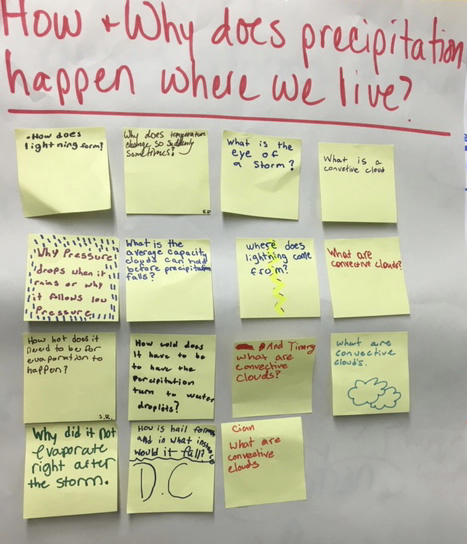 How + Why does precipitation
happen where we live?
-How does
lightning form?
Why does temperature
change, so suddenly
sometimes?
What is the
eye of
a Storm?
What is a
convetive cloud
Why Pressure
drops when it
rains or why
it follows low
Pressure
What is the
average capacity
clouds can hold
before precipitation
falls?
where does
lightning come
from?
What are
convective clouds?
How hot does it
need to be for
evaporation to
happen?
S.R.
How cold does
it have to be
to have the
percipitation
turn to water
droplits?
And Timmy
what are
convective
clouds?
what are
convective
clouds.
Why did it not
evaporate
right after
the storm.
How is hail formed
and in what
would it fall?
D.C
Cian
what are
convective
clouds